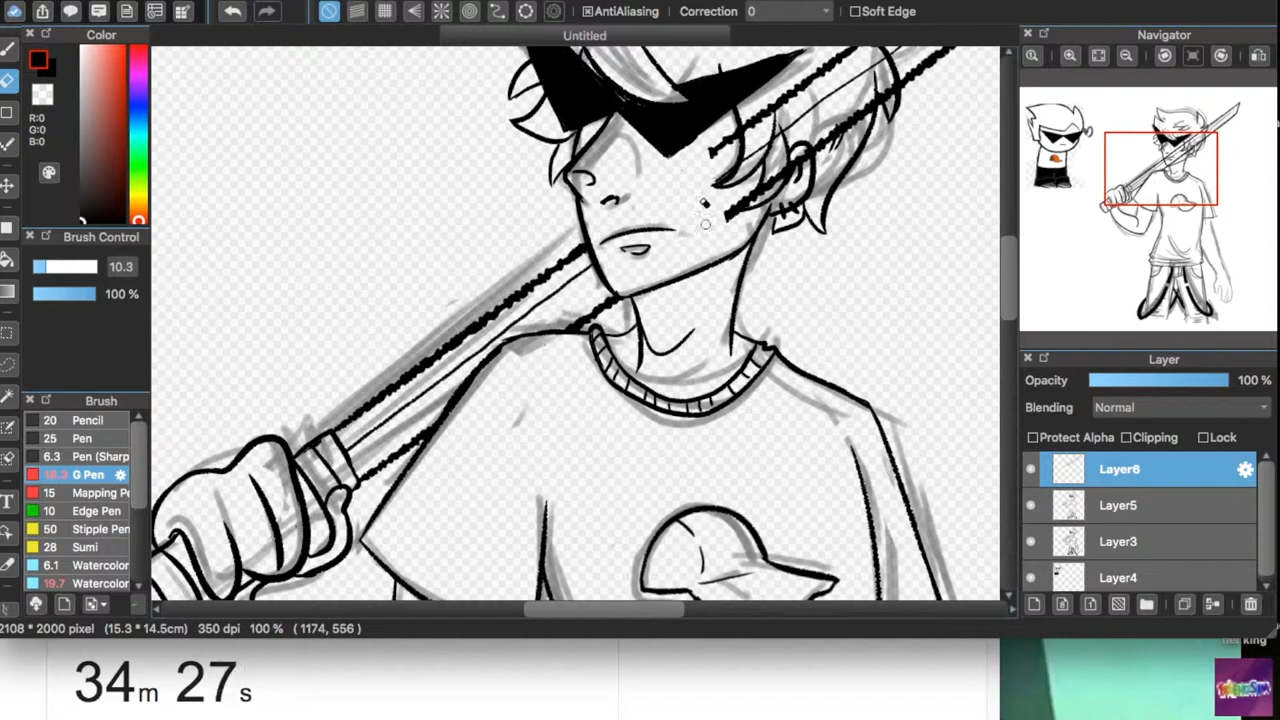 AntiAliasing Correction 0 Soft Edge
Color Untitled Navigator
R:0
G:0
B:0
Brush Control
10.3
100 %
Layer
Opacity 100 %
Blending Normal
Protect Alpha Clipping Lock
Brush
20 Pencil
25 Pen
6.3 Pen (Sharp
18.2 G Pen
15 Mapping Pe
10 Edge Pen
50 Stipple Pen
28 Sumi
6.1 Watercolor
19.7 Watercolor
Layer6
Layer5
Layer3
Layer4
2108 * 2000 pixel (15.3 * 14.5cm) 350 dpi 100 % ( 1174, 556 )
34m 27s